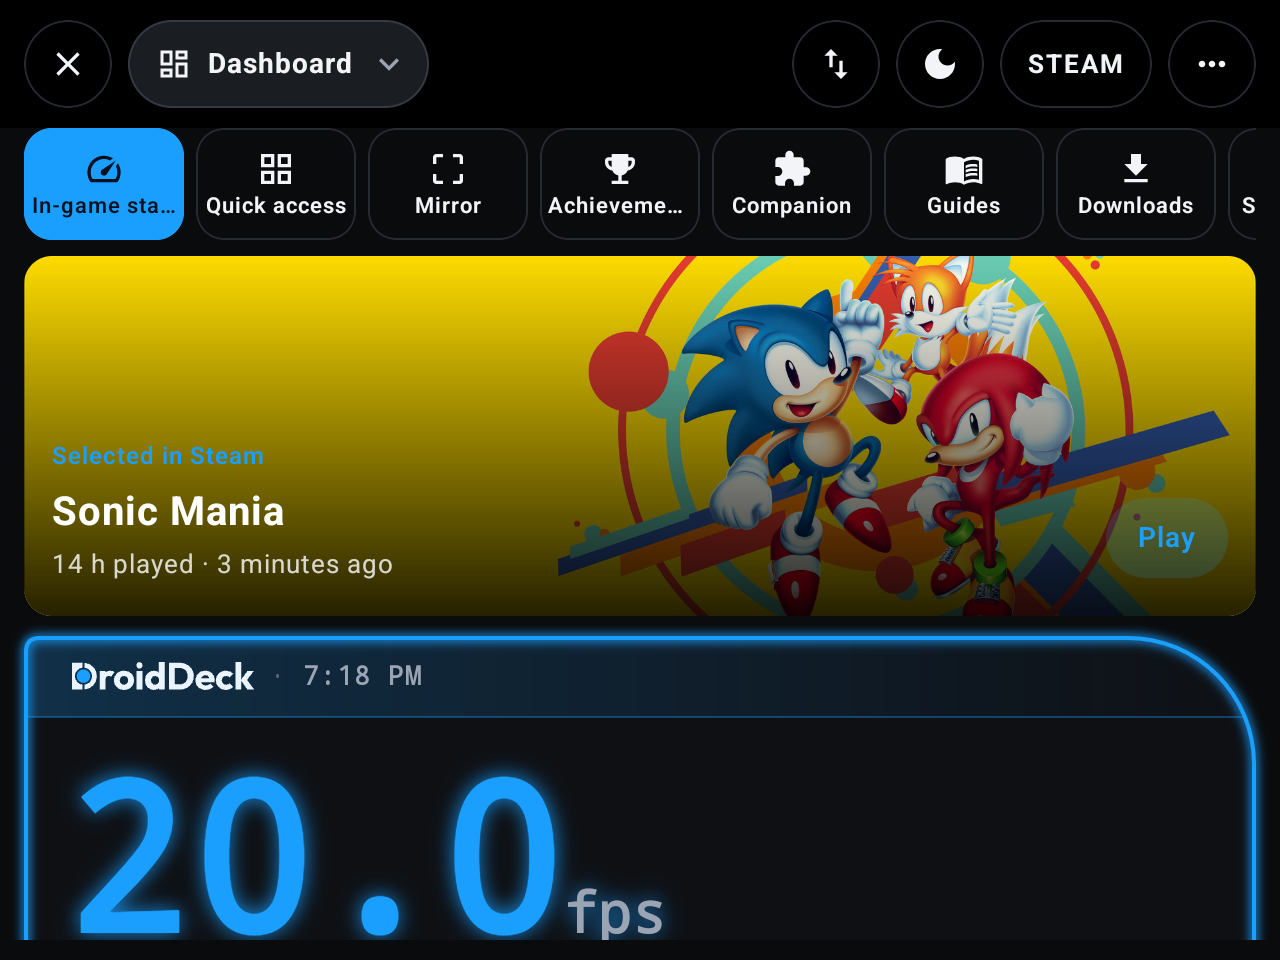 Dashboard
STEAM
In-game sta...
Quick access
Mirror
Achieveme...
Companion
Guides
Downloads
S
Selected in Steam
Sonic Mania
14 h played · 3 minutes ago
Play
DroidDeck · 7:18 PM
20.0 fps